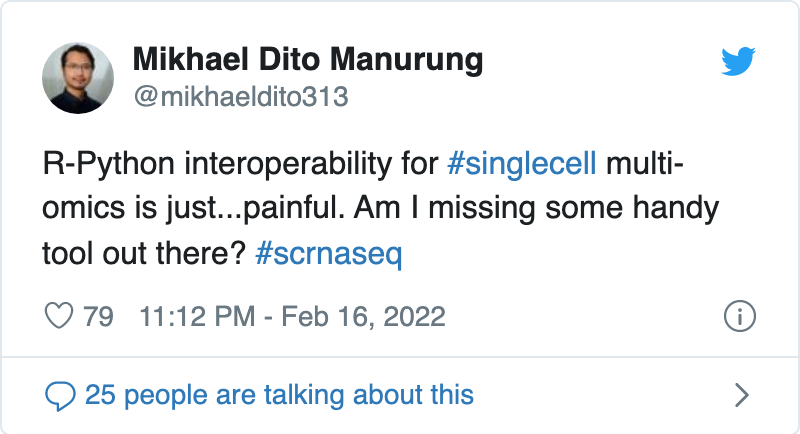 Mikhael Dito Manurung
@mikhaeldito313
R-Python interoperability for #singlecell multi-
omics is just...painful. Am I missing some handy
tool out there? #scrnaseq
79 11:12 PM - Feb 16, 2022
25 people are talking about this